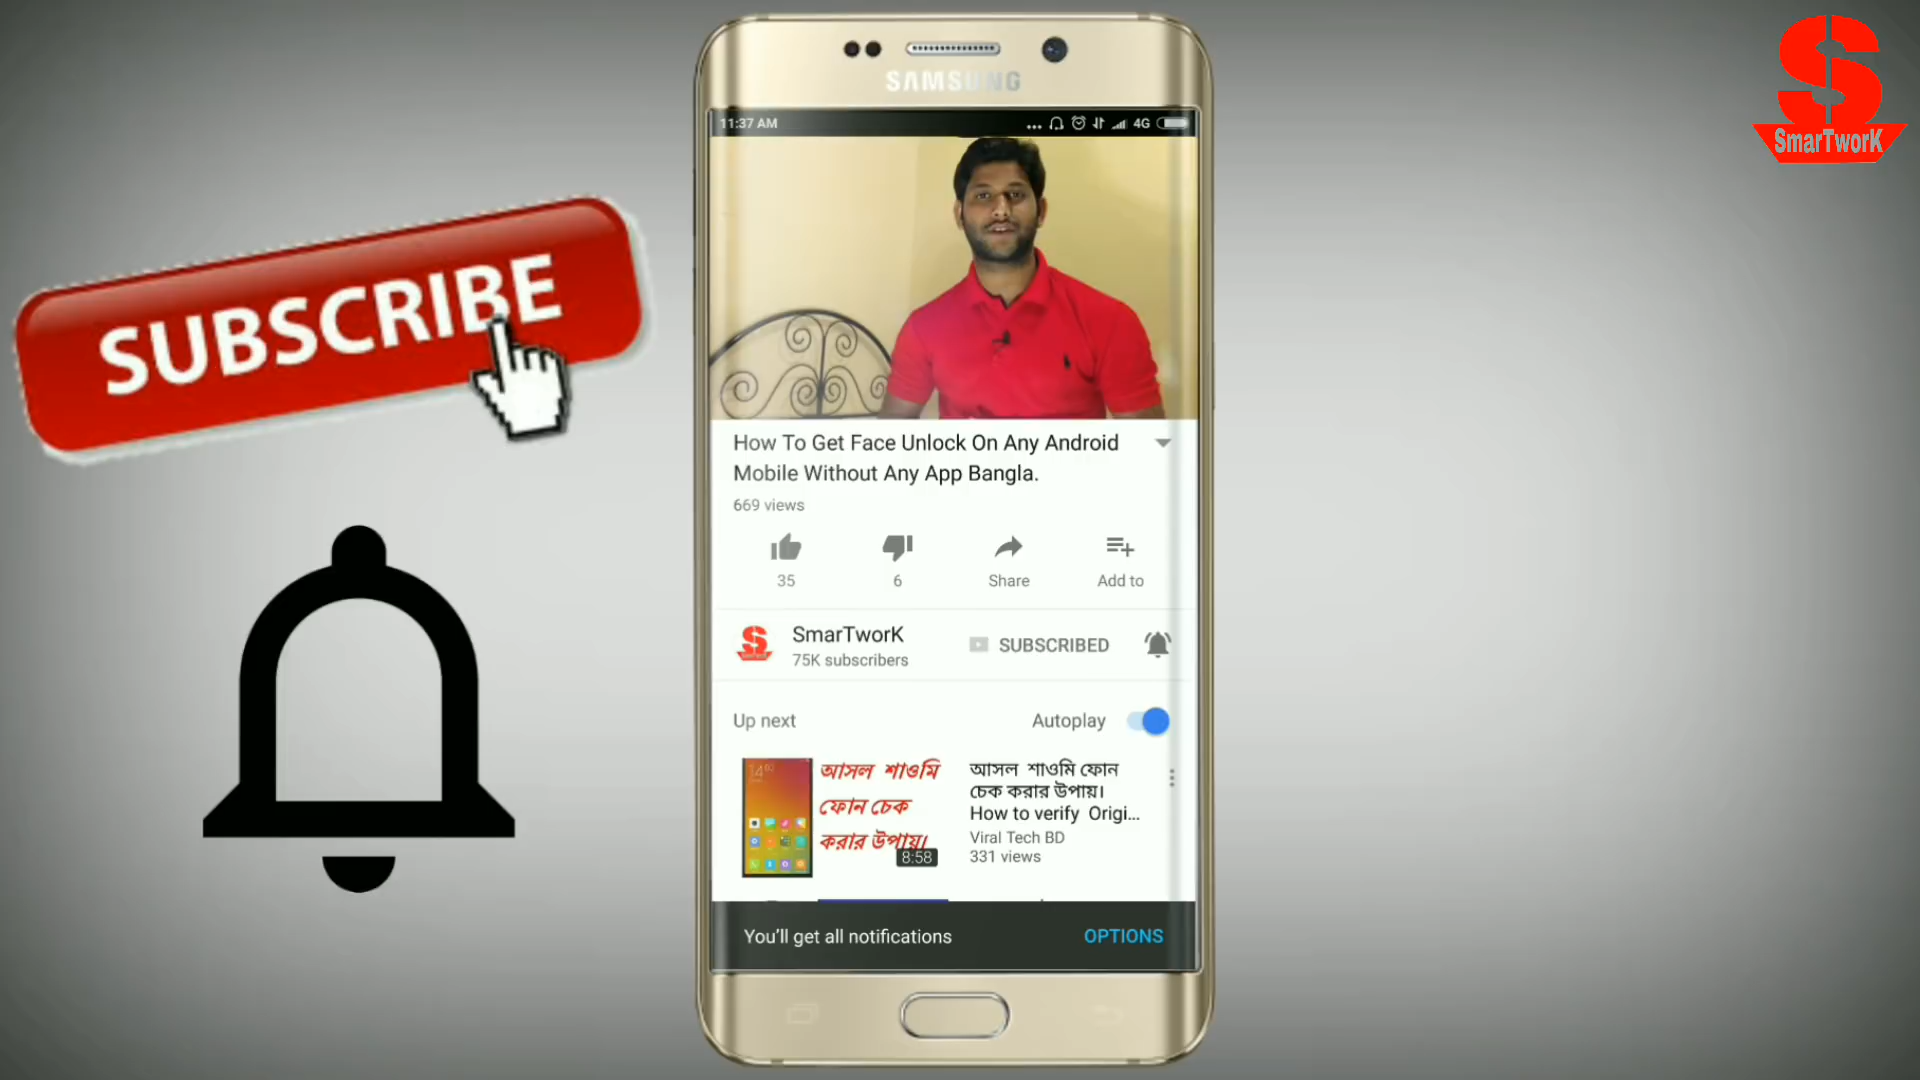 SmarTworK
SUBSCRIBE
SAMSUNG
11:37 AM
4G
How To Get Face Unlock On Any Android
Mobile Without Any App Bangla.
669 views
35
6
Share
Add to
SmarTworK
75K subscribers
SUBSCRIBED
Up next
Autoplay
আসল শাওমি
ফোন চেক
করার উপায়।
8:58
আসল শাওমি ফোন
চেক করার উপায়।
How to verify Origi...
Viral Tech BD
331 views
You'll get all notifications
OPTIONS